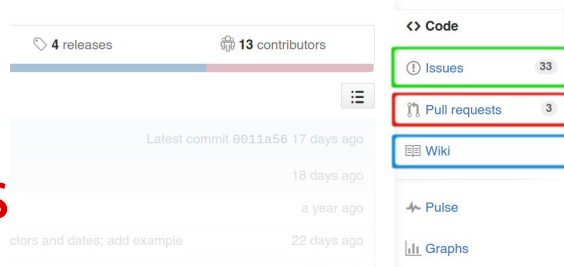 4 releases
13 contributors
Latest commit 0011a56 17 days ago
18 days ago
a year ago
ctors and dates; add example
22 days ago
Code
Issues 33
Pull requests 3
Wiki
Pulse
Graphs